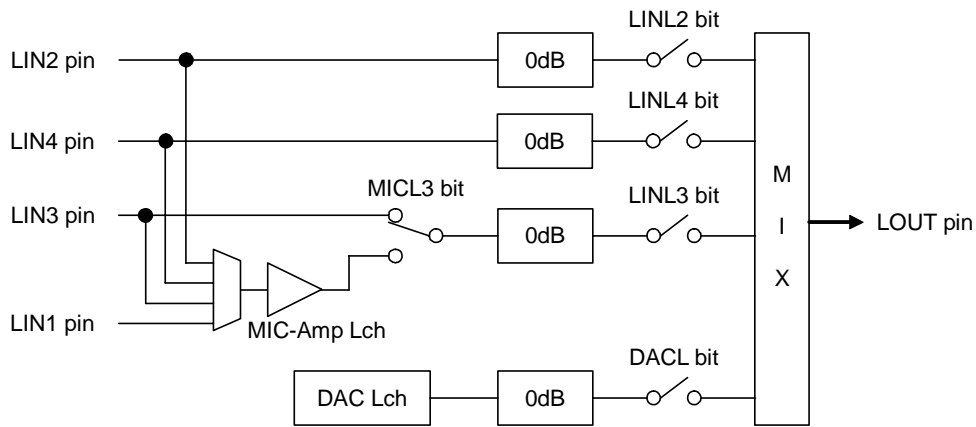 LINL2 bit
LIN2 pin
0dB
LINL4 bit
LIN4 pin
0dB
M
I
X
MICL3 bit
LINL3 bit
LIN3 pin
0dB
LOUT pin
LIN1 pin
MIC-Amp Lch
DACL bit
DAC Lch
0dB